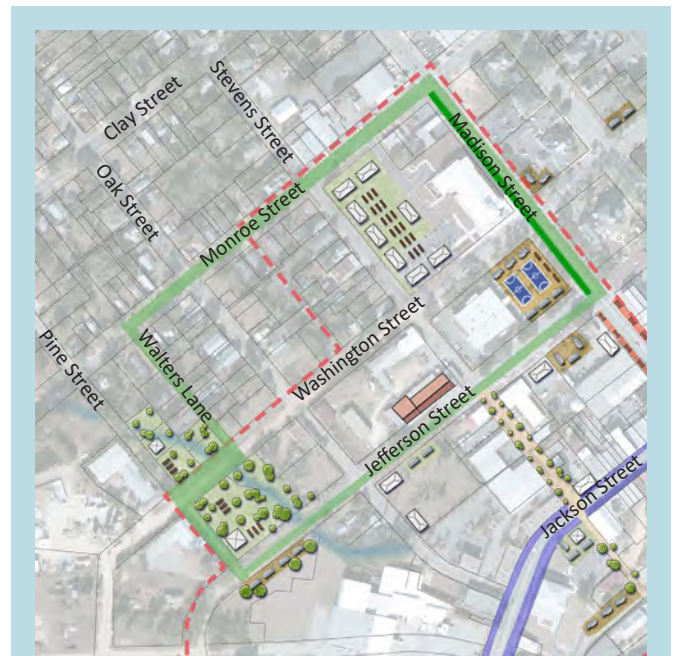 Stevens Street
Clay Street
Madison Street
Oak Street
Monroe Street
Washington Street
Pine Street
Walters Lane
Jefferson Street
Jackson Street